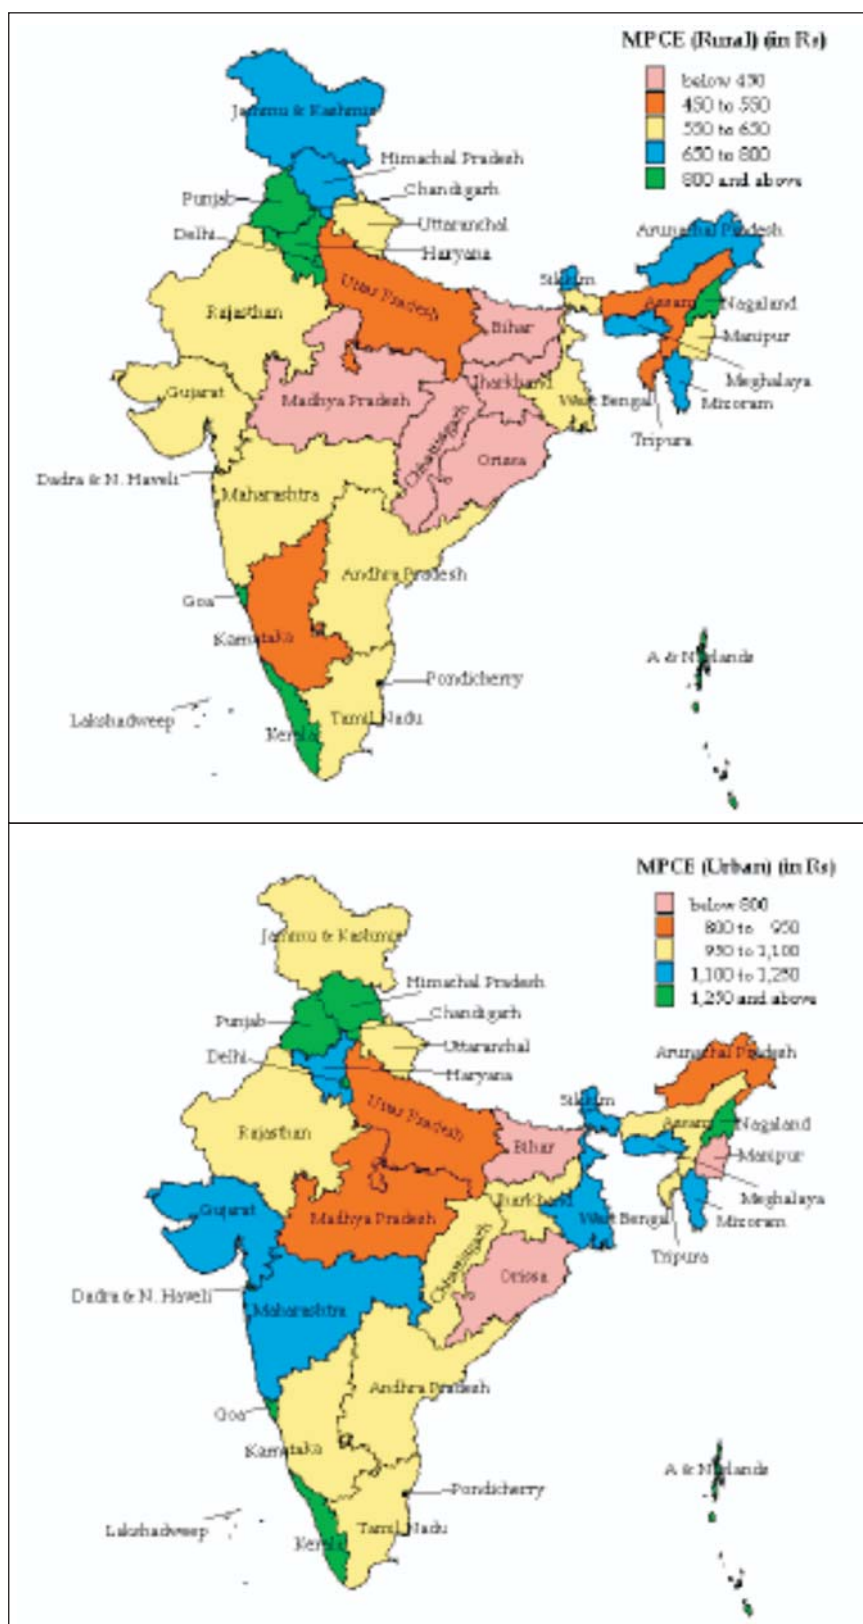 MPCE (Rural) (in Rs)
below 450
450 to 550
550 to 650
650 to 800
800 and above
Jammu & Kashmir
Himachal Pradesh
Punjab
Chandigarh
Uttaranchal
Delhi
Haryana
Arunachal Pradesh
Sikkim
Uttar Pradesh
Assam
Nagaland
Rajasthan
Bihar
Manipur
Meghalaya
Gujarat
Madhya Pradesh
Jharkhand
West Bengal
Mizoram
Tripura
Chhattisgarh
Orissa
Dadra & N. Haveli
Maharashtra
Andhra Pradesh
Goa
Karnataka
A & N Islands
Pondicherry
Lakshadweep
Tamil Nadu
Kerala
MPCE (Urban) (in Rs)
below 800
800 to 950
950 to 1,100
1,100 to 1,250
1,250 and above
Jammu & Kashmir
Himachal Pradesh
Punjab
Chandigarh
Uttaranchal
Delhi
Haryana
Arunachal Pradesh
Sikkim
Uttar Pradesh
Assam
Nagaland
Rajasthan
Bihar
Manipur
Meghalaya
Gujarat
Madhya Pradesh
Jharkhand
West Bengal
Mizoram
Tripura
Chhattisgarh
Orissa
Dadra & N. Haveli
Maharashtra
Andhra Pradesh
Goa
Karnataka
A & N Islands
Pondicherry
Lakshadweep
Tamil Nadu
Kerala